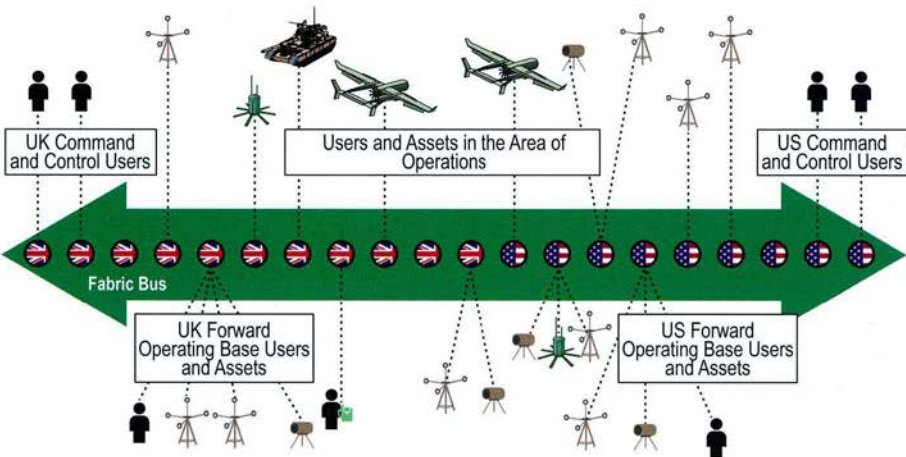 UK Command
and Control Users
Users and Assets in the Area of
Operations
US Command
and Control Users
Fabric Bus
UK Forward
Operating Base Users
and Assets
US Forward
Operating Base Users
and Assets